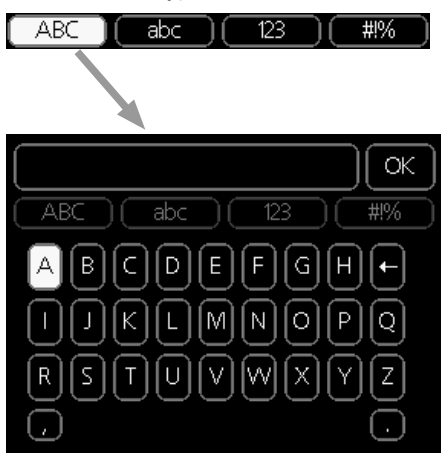 ABC abc 123 #!%
OK
ABC abc 123 #!%
A B C D E F G H ←
I J K L M N O P Q
R S T U V W X Y Z
, .